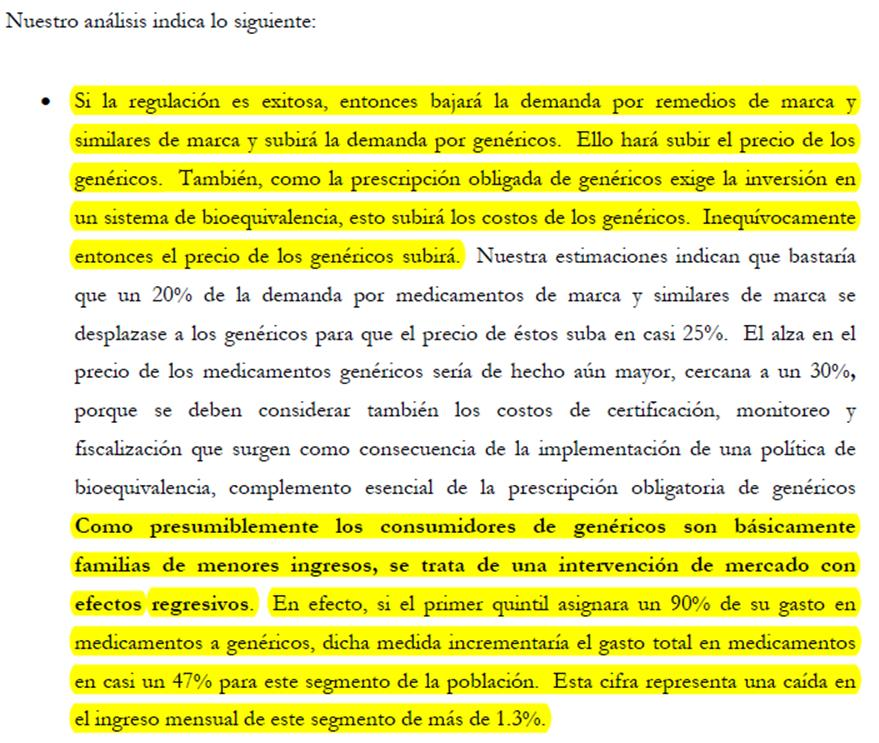 Nuestro análisis indica lo siguiente:
• Si la regulación es exitosa, entonces bajará la demanda por remedios de marca y
similares de marca y subirá la demanda por genéricos. Ello hará subir el precio de los
genéricos. También, como la prescripción obligada de genéricos exige la inversión en
un sistema de bioequivalencia, esto subirá los costos de los genéricos. Inequívocamente
entonces el precio de los genéricos subirá. Nuestra estimaciones indican que bastaría
que un 20% de la demanda por medicamentos de marca y similares de marca se
desplazase a los genéricos para que el precio de éstos suba en casi 25%. El alza en el
precio de los medicamentos genéricos sería de hecho aún mayor, cercana a un 30%,
porque se deben considerar también los costos de certificación, monitoreo y
fiscalización que surgen como consecuencia de la implementación de una política de
bioequivalencia, complemento esencial de la prescripción obligatoria de genéricos
Como presumiblemente los consumidores de genéricos son básicamente
familias de menores ingresos, se trata de una intervención de mercado con
efectos regresivos. En efecto, si el primer quintil asignara un 90% de su gasto en
medicamentos a genéricos, dicha medida incrementaría el gasto total en medicamentos
en casi un 47% para este segmento de la población. Esta cifra representa una caída en
el ingreso mensual de este segmento de más de 1.3%.